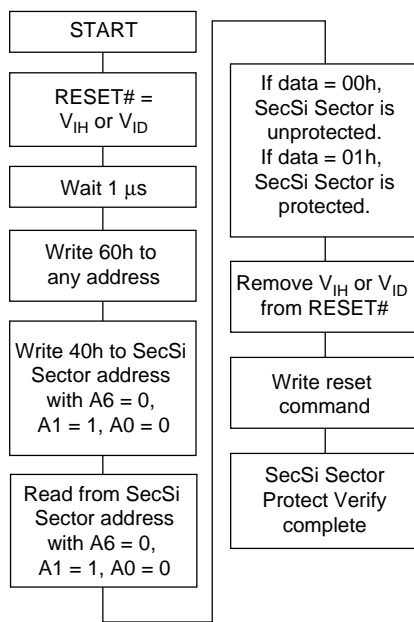 START
RESET# =
V_IH or V_ID
Wait 1 μs
Write 60h to
any address
Write 40h to SecSi
Sector address
with A6 = 0,
A1 = 1, A0 = 0
Read from SecSi
Sector address
with A6 = 0,
A1 = 1, A0 = 0
If data = 00h,
SecSi Sector is
unprotected.
If data = 01h,
SecSi Sector is
protected.
Remove V_IH or V_ID
from RESET#
Write reset
command
SecSi Sector
Protect Verify
complete